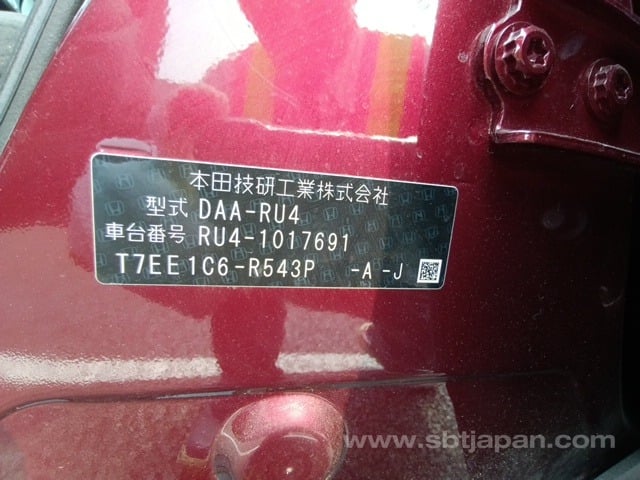 本田技研工業株式会社
型式 DAA-RU4
車台番号 RU4-1017691
T7EE1C6-R543P -A -J
www.sbtjapan.com